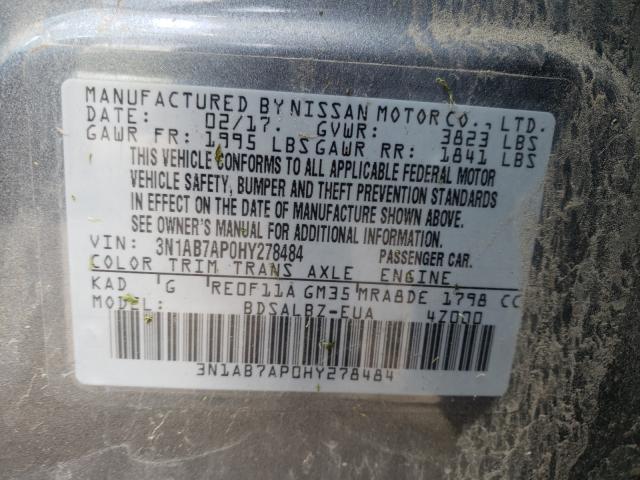 MANUFACTURED BY NISSAN MOTOR CO., LTD.
DATE: 02/17. GVWR: 3823 LBS
GAWR FR: 1995 LBS GAWR RR: 1841 LBS
THIS VEHICLE CONFORMS TO ALL APPLICABLE FEDERAL MOTOR
VEHICLE SAFETY, BUMPER AND THEFT PREVENTION STANDARDS
IN EFFECT ON THE DATE OF MANUFACTURE SHOWN ABOVE.
SEE OWNER'S MANUAL FOR ADDITIONAL INFORMATION.
VIN: 3N1AB7AP0HY278484 PASSENGER CAR.
COLOR TRIM TRANS AXLE ENGINE
KAD G RE0F11A GM35 MRA8DE 1798 CC
MODEL: BDSALBZ-EUA 4Z000
3N1AB7AP0HY278484